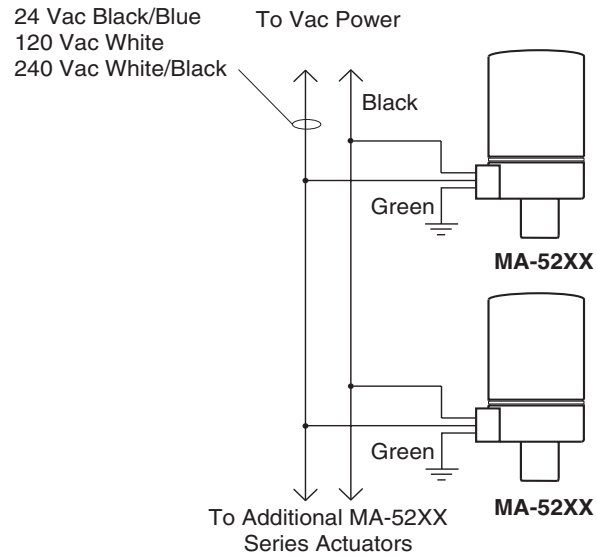 24 Vac Black/Blue
120 Vac White
240 Vac White/Black
To Vac Power
Black
Green
MA-52XX
Green
MA-52XX
To Additional MA-52XX
Series Actuators